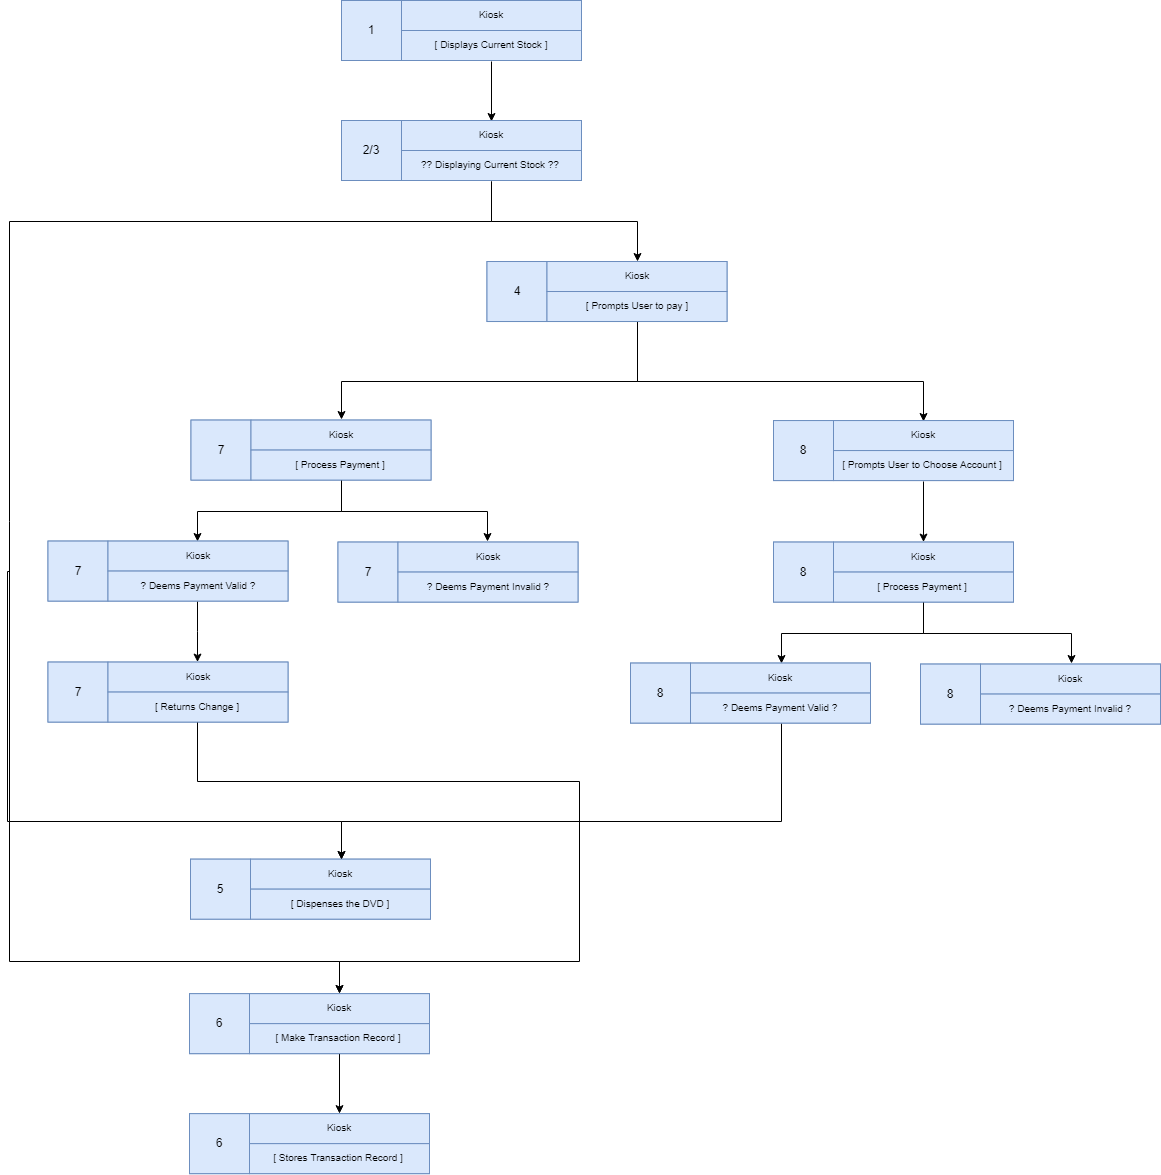 1
Kiosk
[ Displays Current Stock ]
2/3
Kiosk
?? Displaying Current Stock ??
4
Kiosk
[ Prompts User to pay ]
7
Kiosk
[ Process Payment ]
8
Kiosk
[ Prompts User to Choose Account ]
7
Kiosk
? Deems Payment Valid ?
7
Kiosk
? Deems Payment Invalid ?
8
Kiosk
[ Process Payment ]
7
Kiosk
[ Returns Change ]
8
Kiosk
? Deems Payment Valid ?
8
Kiosk
? Deems Payment Invalid ?
5
Kiosk
[ Dispenses the DVD ]
6
Kiosk
[ Make Transaction Record ]
6
Kiosk
[ Stores Transaction Record ]